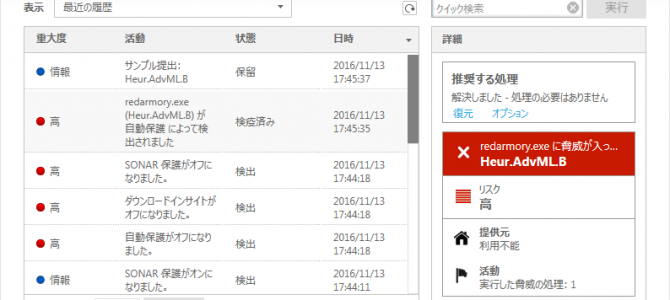 表示
最近の履歴
クイック検索
実行
重大度
活動
状態
日時
情報
サンプル提出:
Heur.AdvML.B
保留
2016/11/13
17:45:37
高
redarmory.exe
(Heur.AdvML.B) が
自動保護 によって検
出されました
検疫済み
2016/11/13
17:45:35
高
SONAR 保護がオフに
なりました。
検出
2016/11/13
17:44:18
高
ダウンロードインサイトが
オフになりました。
検出
2016/11/13
17:44:18
高
自動保護がオフになり
ました。
検出
2016/11/13
17:44:18
情報
SONAR 保護がオンに
なりました。
検出
2016/11/13
17:44:11
詳細
推奨する処理
解決しました - 処理の必要はありません
復元 オプション
redarmory.exe に脅威が入っ...
Heur.AdvML.B
リスク
高
提供元
利用不能
活動
実行した脅威の処理: 1